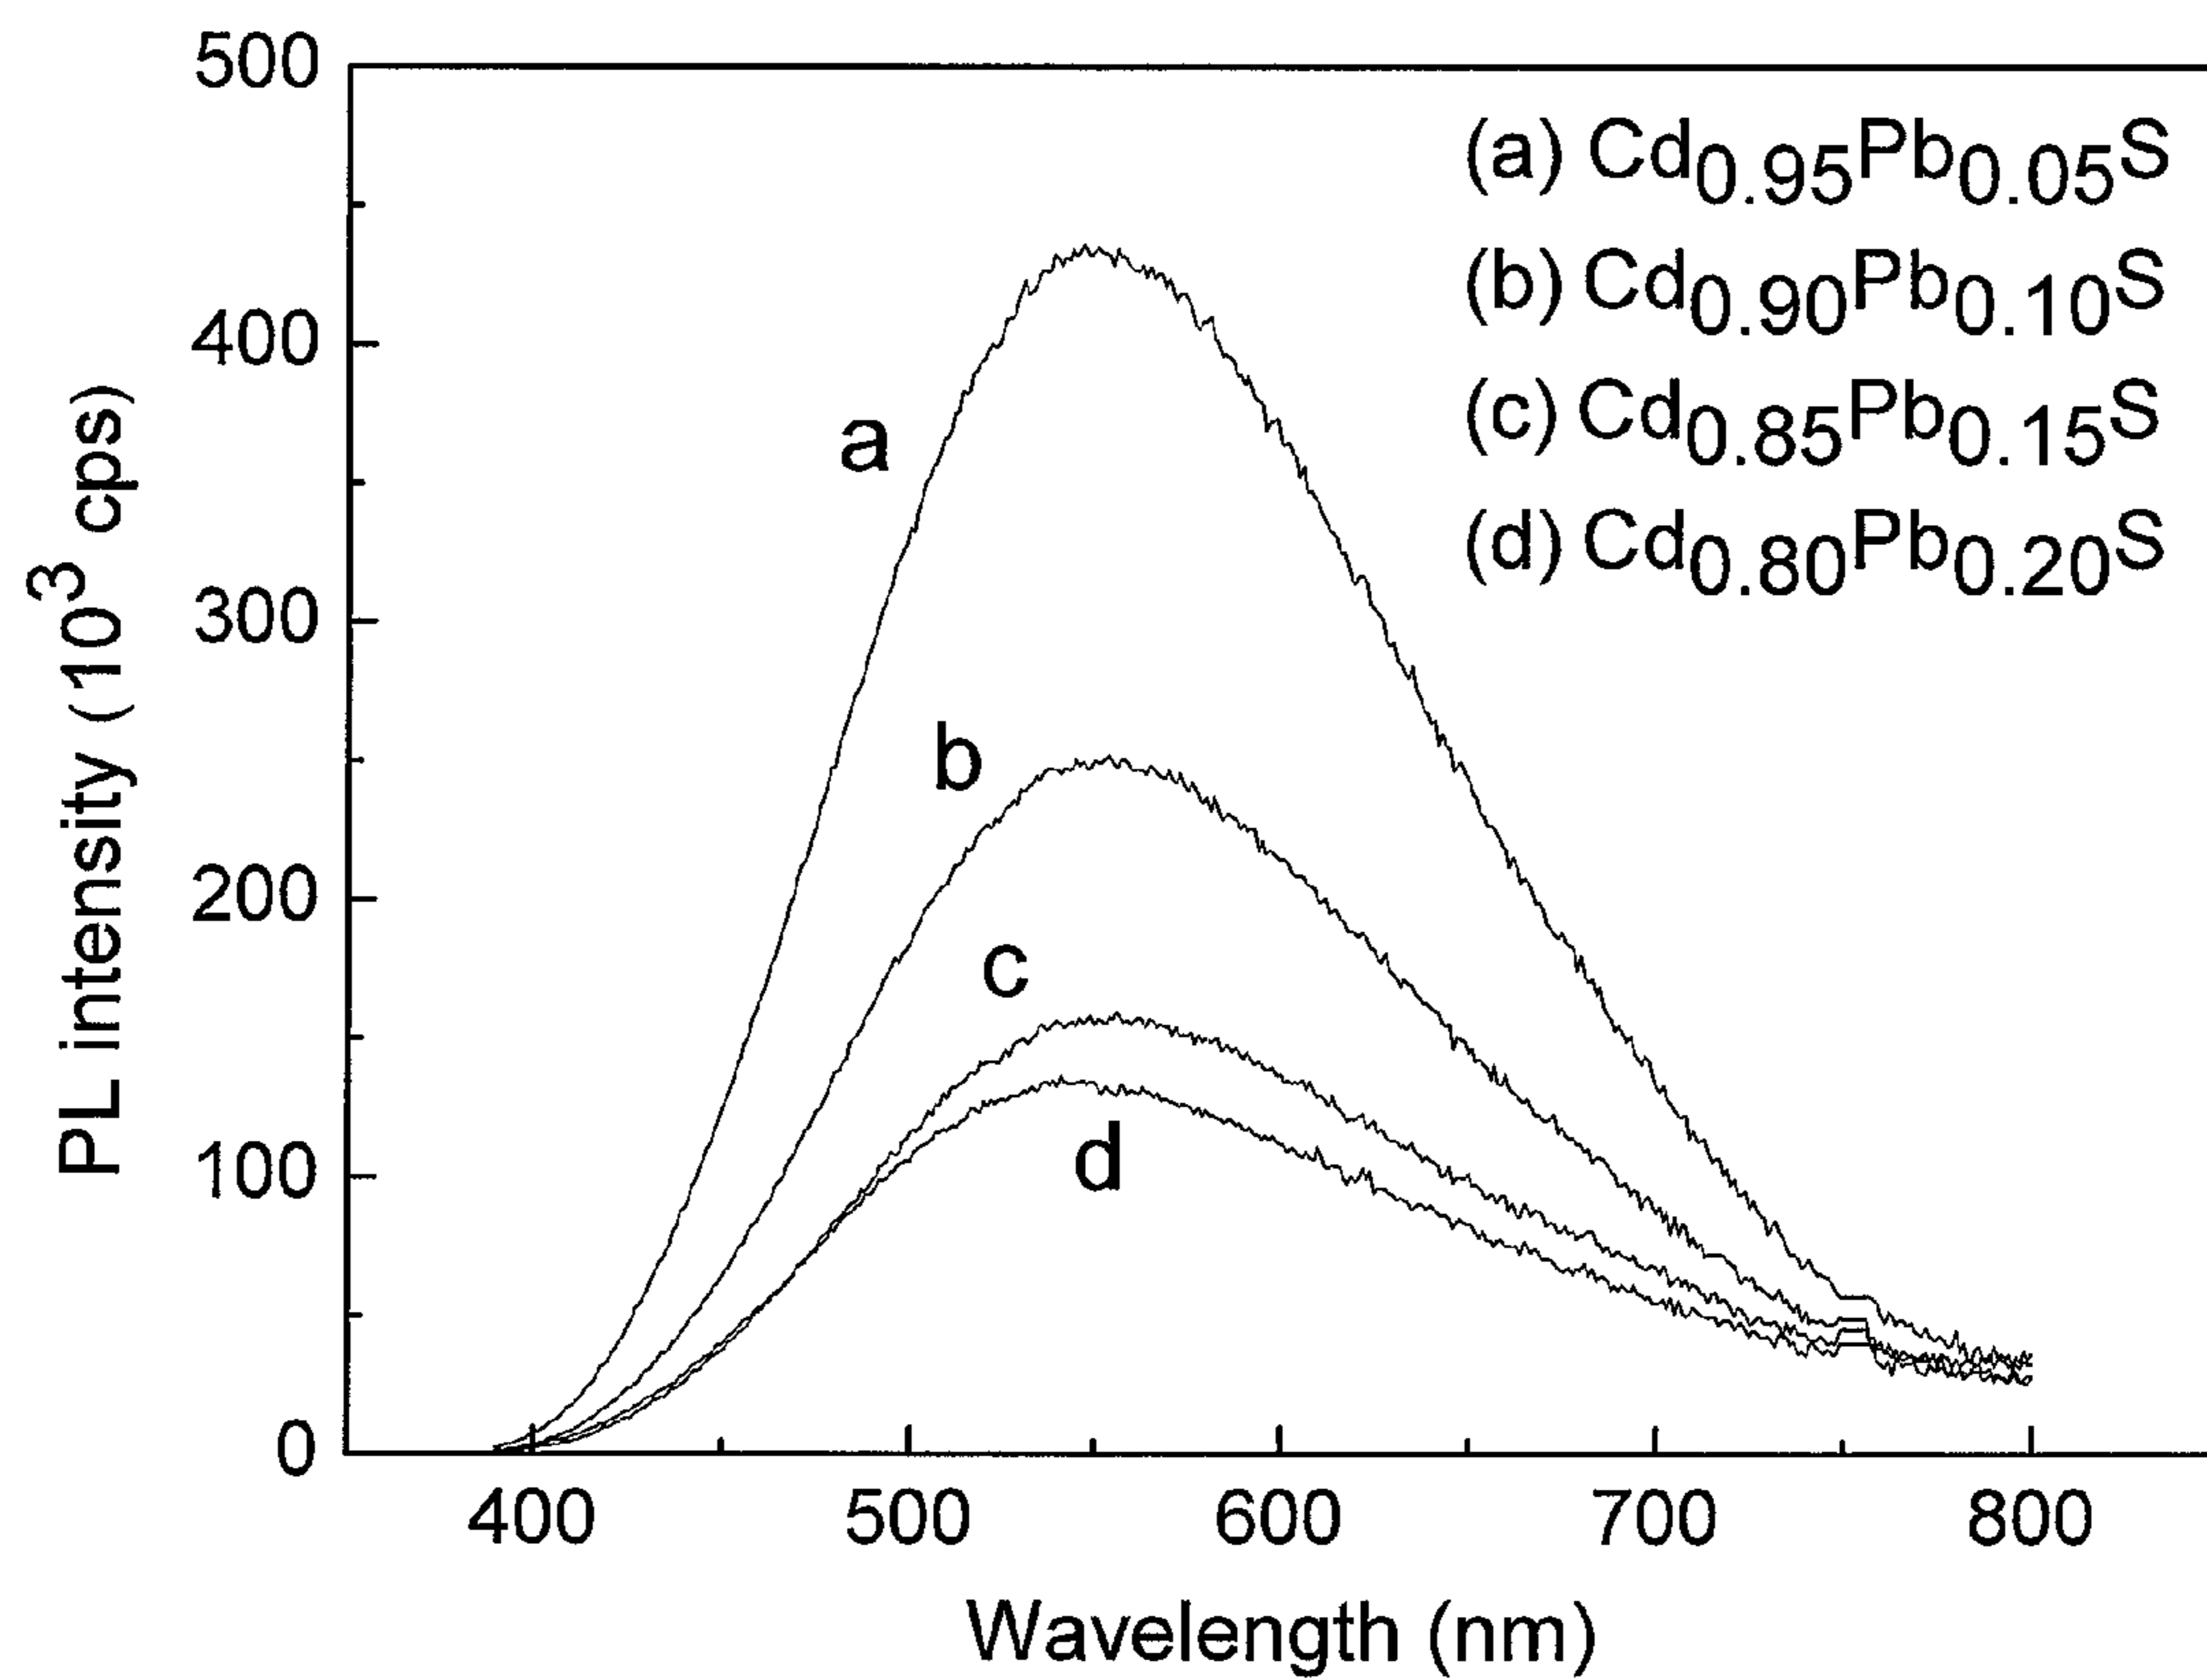 500
400
300
200
100
0
PL intensity (10³ cps)
(a) Cd₀.₉₅Pb₀.₀₅S
(b) Cd₀.₉₀Pb₀.₁₀S
(c) Cd₀.₈₅Pb₀.₁₅S
(d) Cd₀.₈₀Pb₀.₂₀S
a
b
c
d
400 500 600 700 800
Wavelength (nm)